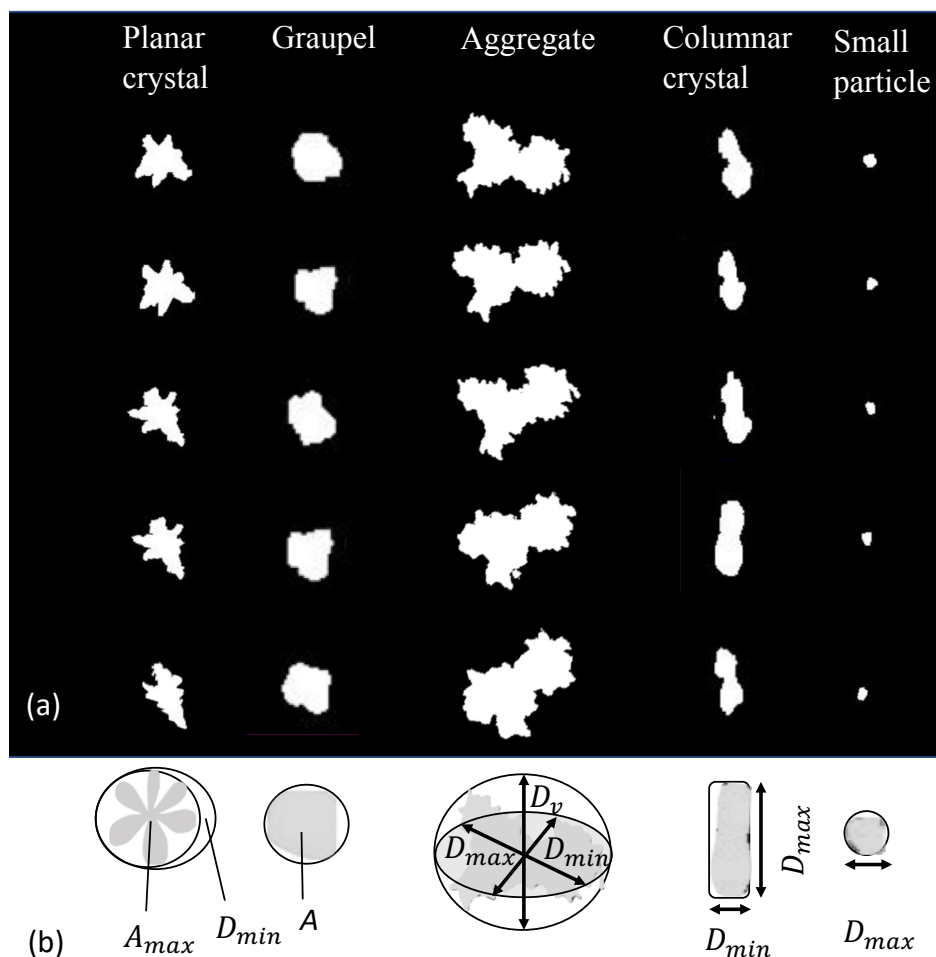 Planar crystal
Graupel
Aggregate
Columnar crystal
Small particle
(a)
A_max
D_min
A
D_v
D_max
D_min
D_max
D_min
D_max
(b)